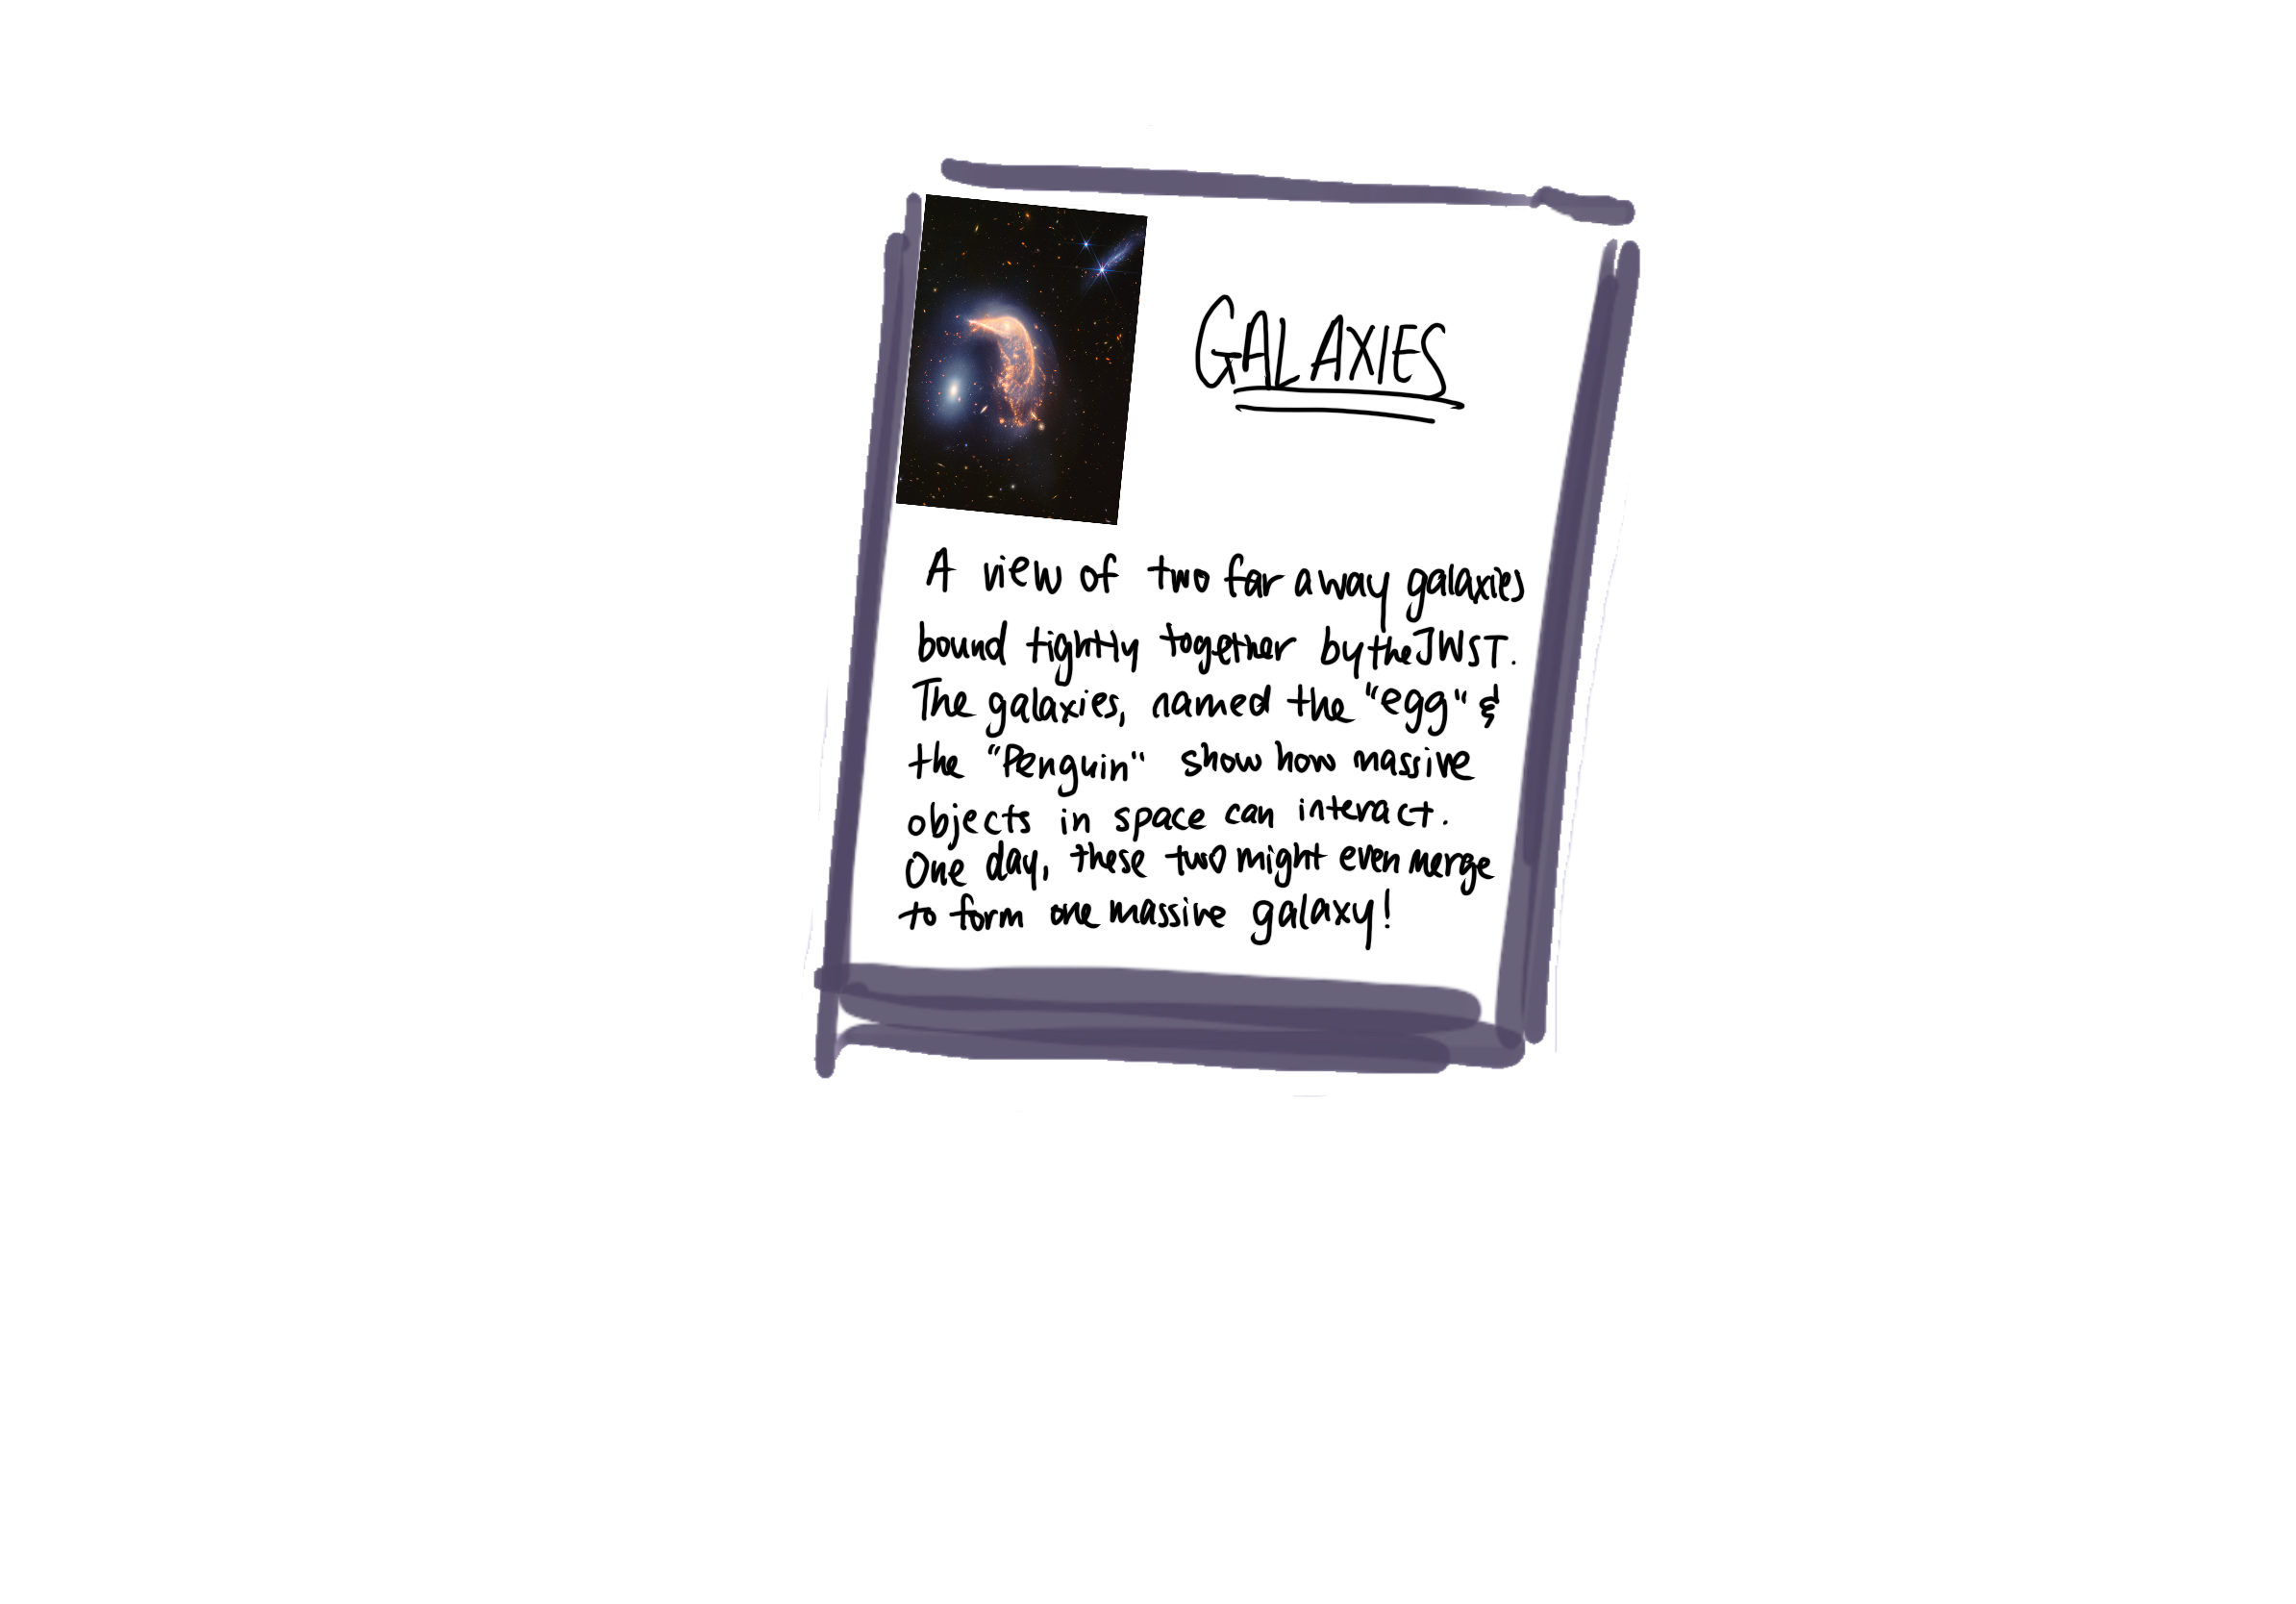 GALAXIES
A view of two far away galaxies
bound tightly together by the JWST.
The galaxies, named the "egg" &
the "Penguin" show how massive
objects in space can interact.
One day, these two might even merge
to form one massive galaxy!